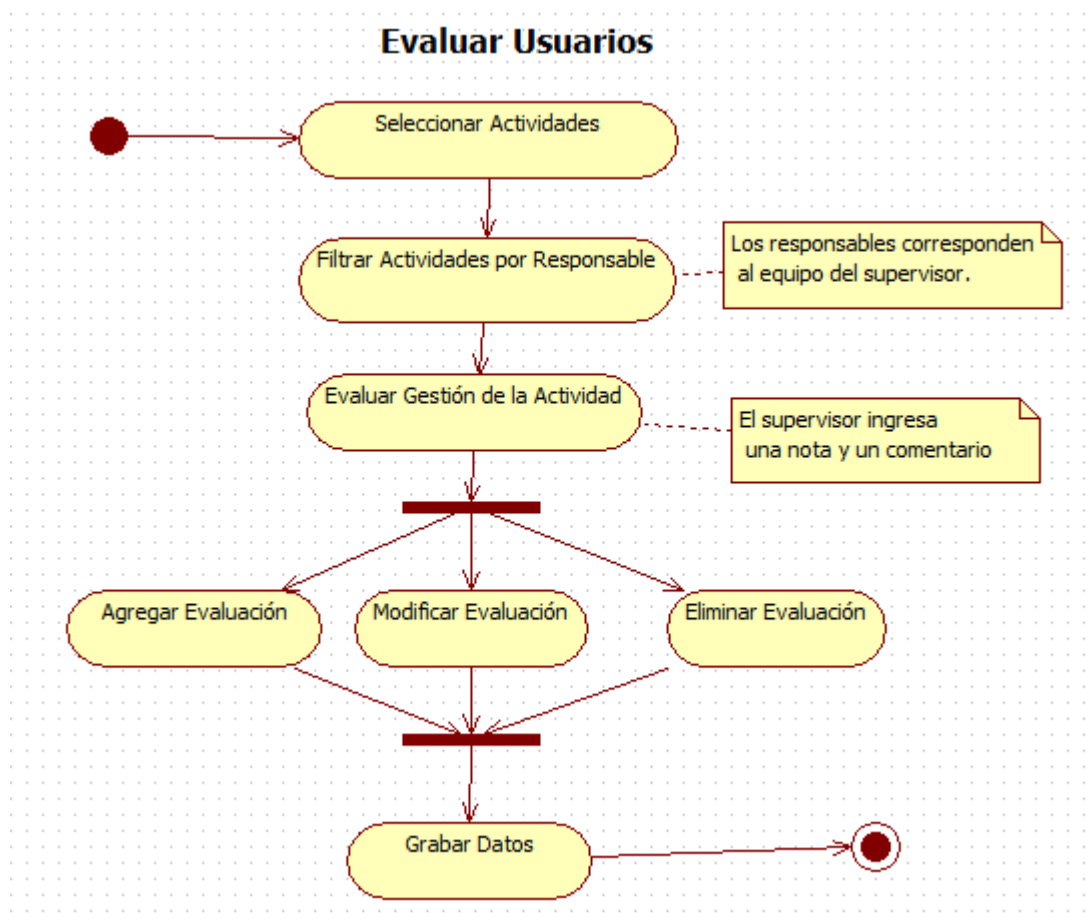 Evaluar Usuarios
Seleccionar Actividades
Filtrar Actividades por Responsable
Los responsables corresponden
al equipo del supervisor.
Evaluar Gestión de la Actividad
El supervisor ingresa
una nota y un comentario
Agregar Evaluación
Modificar Evaluación
Eliminar Evaluación
Grabar Datos